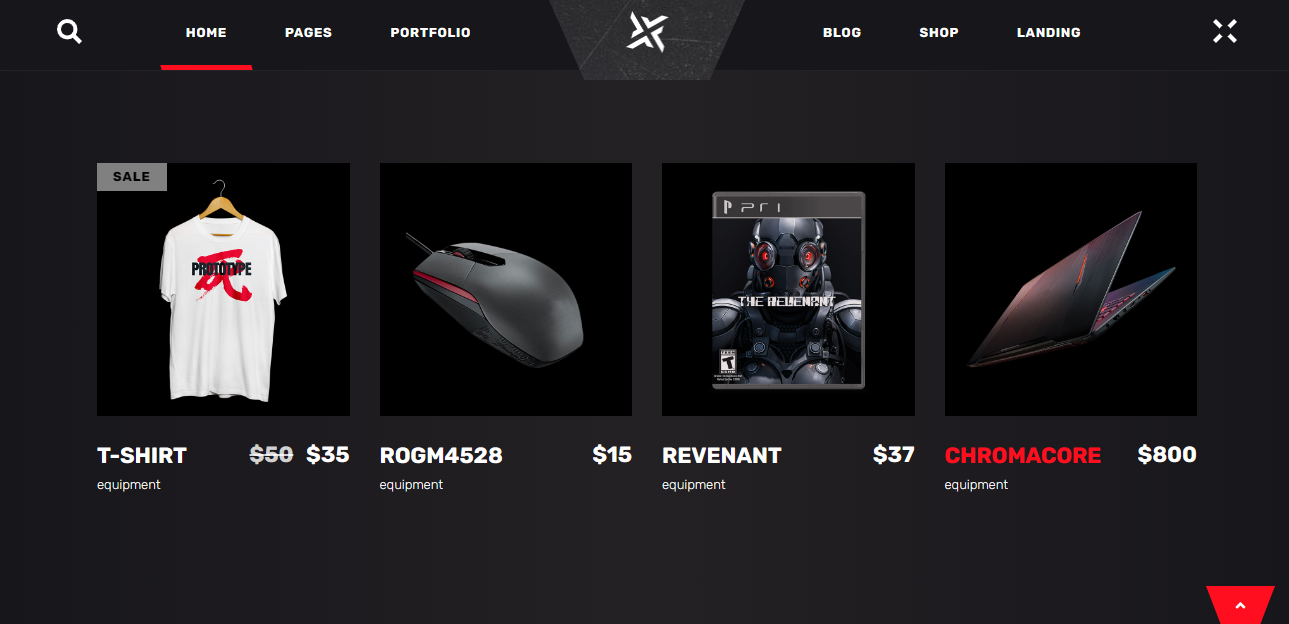 HOME PAGES PORTFOLIO BLOG SHOP LANDING
SALE
PROTOTYPE
PRI
THE REVENANT
T
T-SHIRT $50 $35
equipment
ROGM4528 $15
equipment
REVENANT $37
equipment
CHROMACORE $800
equipment